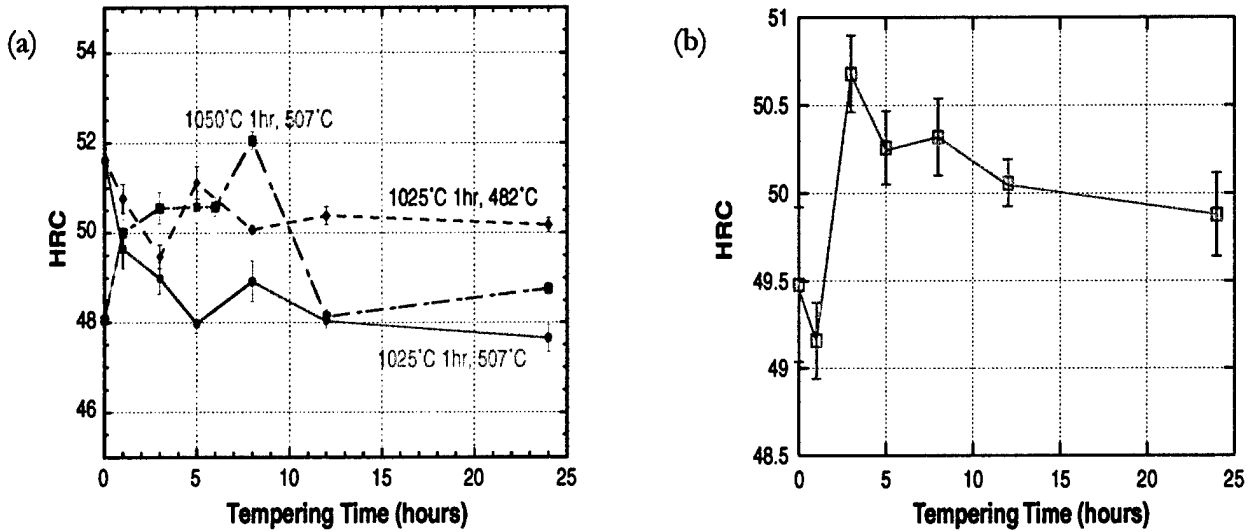 (a)
HRC
54
52
50
48
46
1050°C 1hr, 507°C
1025°C 1hr, 482°C
1025°C 1hr, 507°C
0 5 10 15 20 25
Tempering Time (hours)
(b)
HRC
51
50.5
50
49.5
49
48.5
0 5 10 15 20 25
Tempering Time (hours)